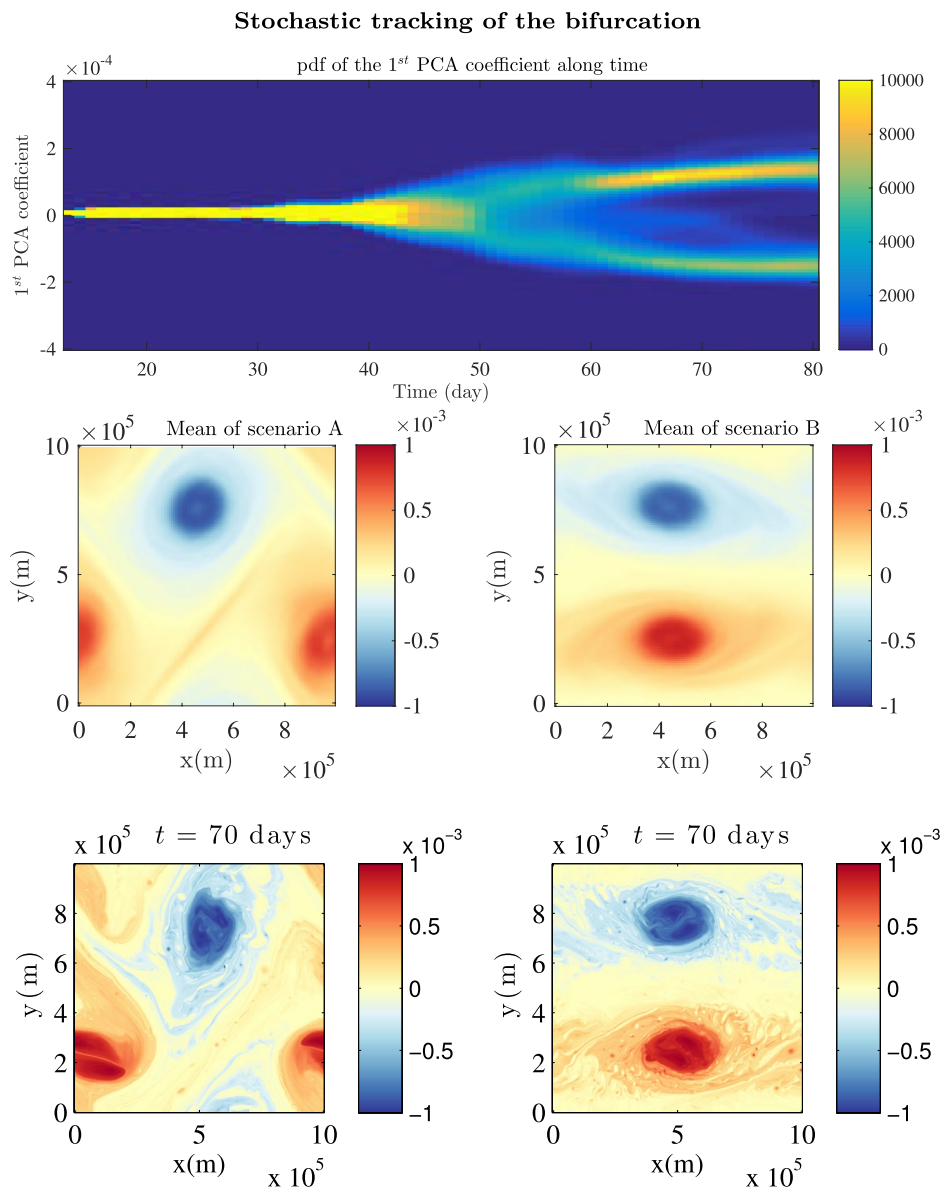 Stochastic tracking of the bifurcation
pdf of the 1st PCA coefficient along time
×10-4
4
2
0
-2
-4
1st PCA coefficient
20 30 40 50 60 70 80
Time (day)
10000
8000
6000
4000
2000
0
Mean of scenario A
×10^5
10
5
0
y(m)
0 2 4 6 8
x(m)
×10^5
×10^-3
1
0.5
0
-0.5
-1
Mean of scenario B
×10^5
10
5
0
y(m)
0 2 4 6 8
x(m)
×10^5
×10^-3
1
0.5
0
-0.5
-1
t = 70 days
x 10^5
8
6
4
2
0
y(m)
0 5 10
x(m)
x 10^5
x 10^-3
1
0.5
0
−0.5
−1
t = 70 days
x 10^5
8
6
4
2
0
y(m)
0 5 10
x(m)
x 10^5
x 10^-3
1
0.5
0
−0.5
−1